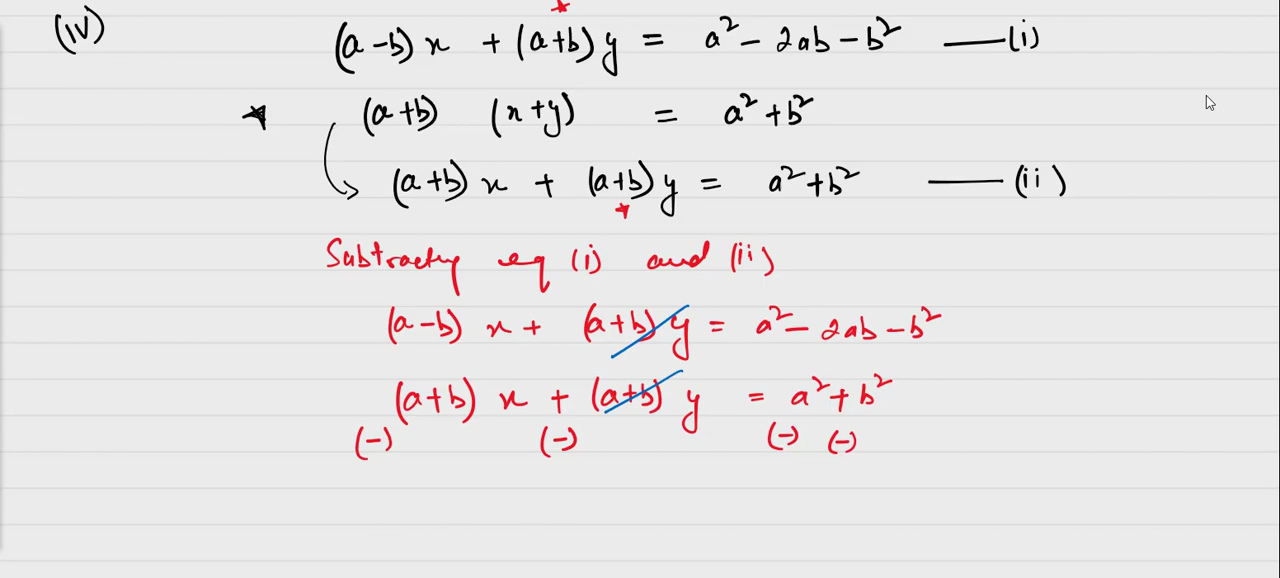 (iv) (a-b)x + (a+b)y = a² - 2ab - b² —— (i)
(a+b) (x+y) = a² + b²
(a+b)x + (a+b)y = a² + b² —— (ii)
Subtracting eq (i) and (ii)
(a-b) x + (a+b)y = a² - 2ab - b²
(a+b) x + (a+b) y = a² + b²
(-) (-) (-) (-)